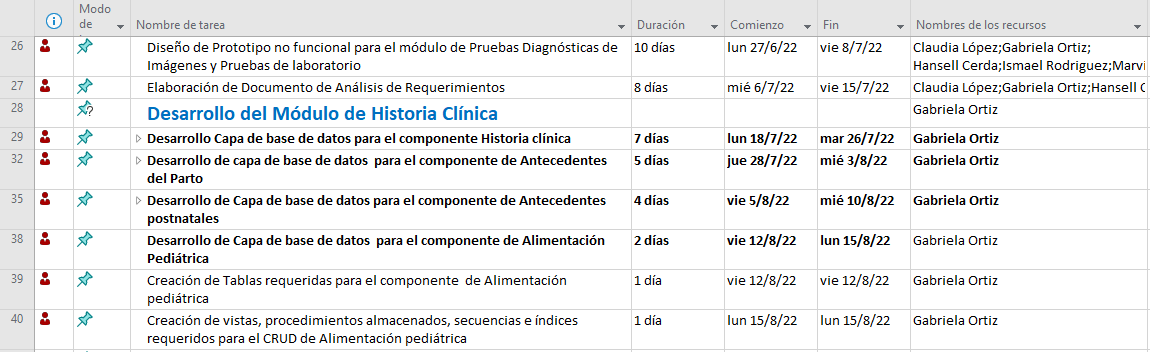 Modo de
Nombre de tarea
Duración
Comienzo
Fin
Nombres de los recursos
26 Diseño de Prototipo no funcional para el módulo de Pruebas Diagnósticas de 10 días lun 27/6/22 vie 8/7/22 Claudia López;Gabriela Ortiz;
Imágenes y Pruebas de laboratorio Hansell Cerda;Ismael Rodriguez;Marvi
27 Elaboración de Documento de Análisis de Requerimientos 8 días mié 6/7/22 vie 15/7/22 Claudia López;Gabriela Ortiz;Hansell C
28 Desarrollo del Módulo de Historia Clínica Gabriela Ortiz
29 Desarrollo Capa de base de datos para el componente Historia clínica 7 días lun 18/7/22 mar 26/7/22 Gabriela Ortiz
32 Desarrollo de capa de base de datos para el componente de Antecedentes 5 días jue 28/7/22 mié 3/8/22 Gabriela Ortiz
del Parto
35 Desarrollo de Capa de base de datos para el componente de Antecedentes 4 días vie 5/8/22 mié 10/8/22 Gabriela Ortiz
postnatales
38 Desarrollo de Capa de base de datos para el componente de Alimentación 2 días vie 12/8/22 lun 15/8/22 Gabriela Ortiz
Pediátrica
39 Creación de Tablas requeridas para el componente de Alimentación 1 día vie 12/8/22 vie 12/8/22 Gabriela Ortiz
pediátrica
40 Creación de vistas, procedimientos almacenados, secuencias e índices 1 día lun 15/8/22 lun 15/8/22 Gabriela Ortiz
requeridos para el CRUD de Alimentación pediátrica